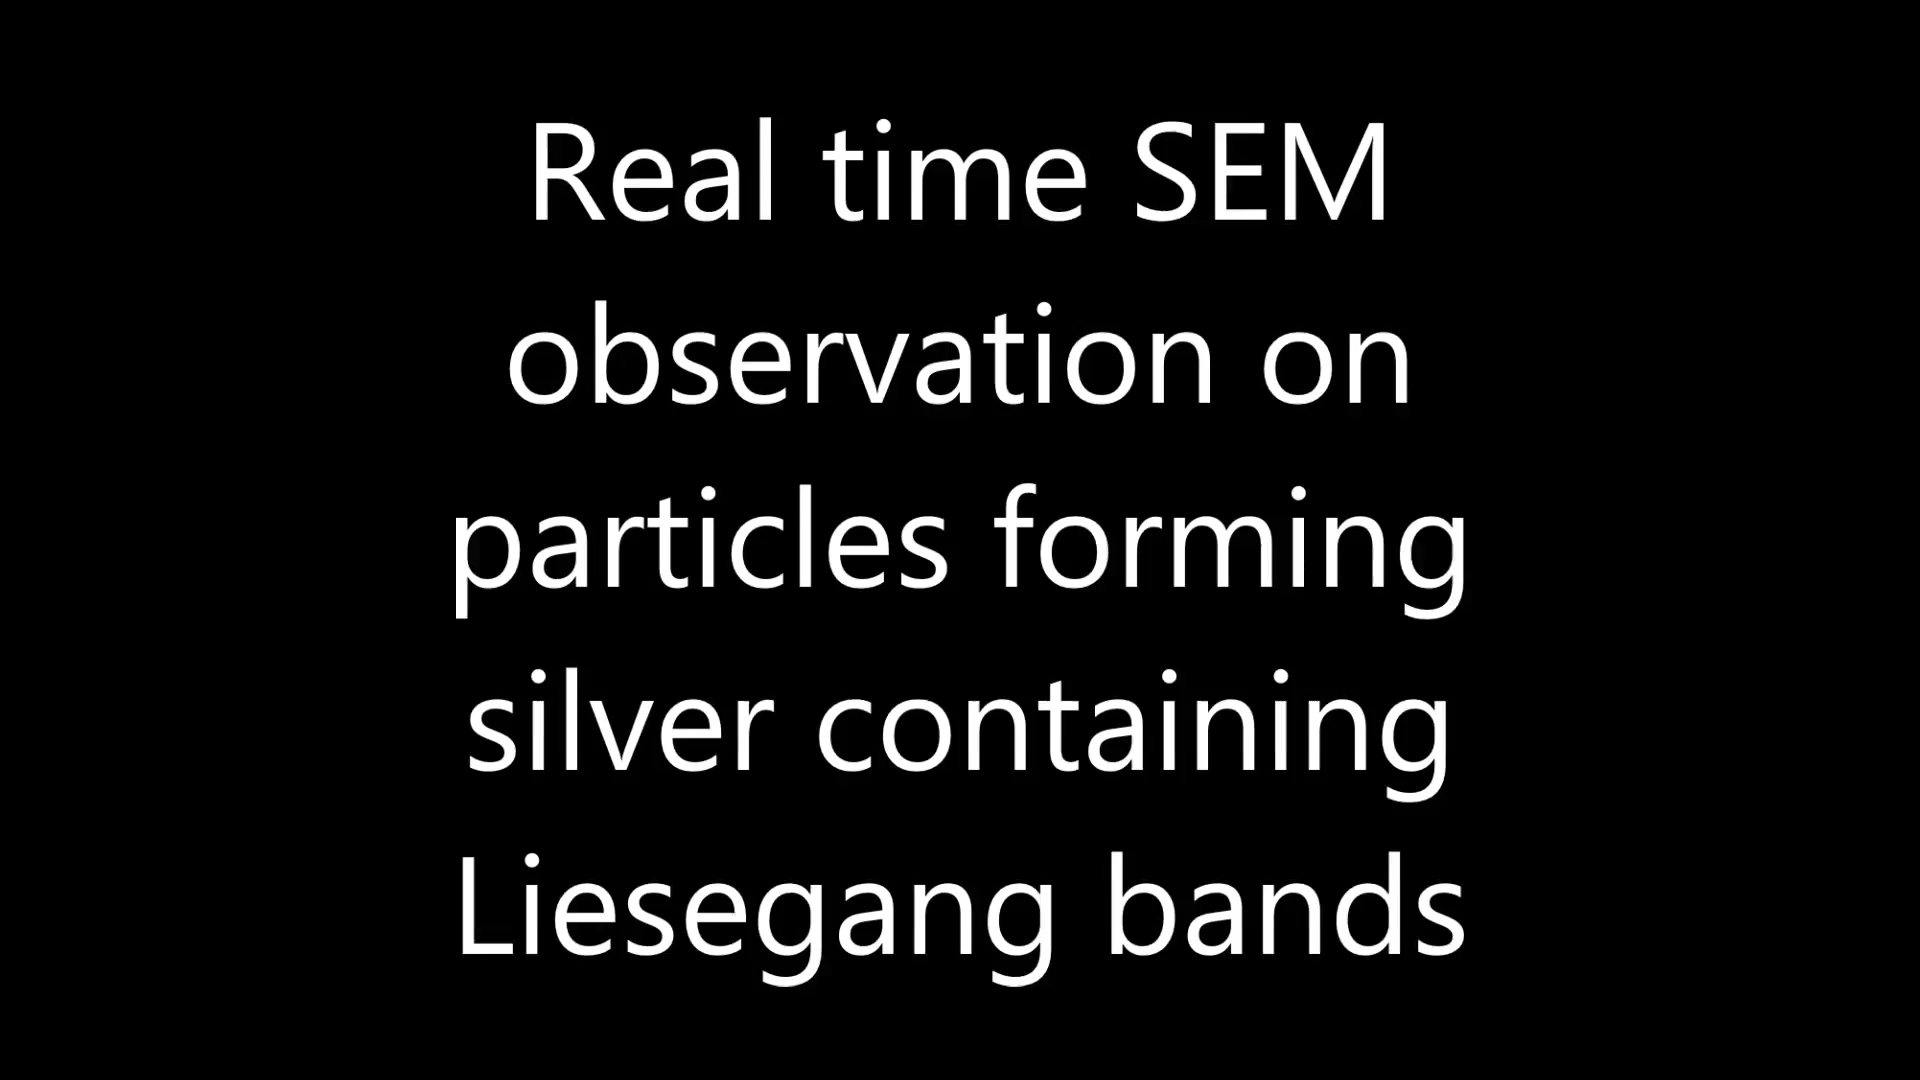 Real time SEM
observation on
particles forming
silver containing
Liesegang bands